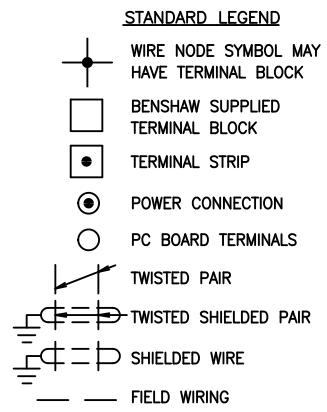 STANDARD LEGEND
WIRE NODE SYMBOL MAY
HAVE TERMINAL BLOCK
BENSHAW SUPPLIED
TERMINAL BLOCK
TERMINAL STRIP
POWER CONNECTION
PC BOARD TERMINALS
TWISTED PAIR
TWISTED SHIELDED PAIR
SHIELDED WIRE
FIELD WIRING